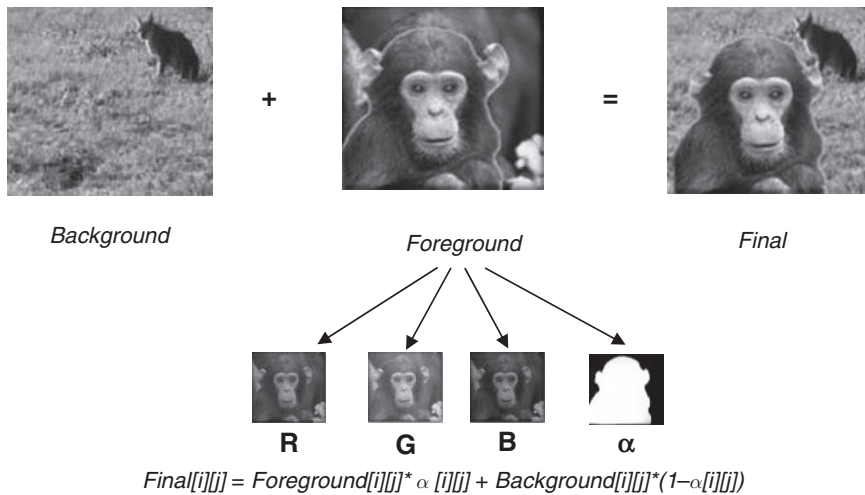 +
=
Background
Foreground
Final
R
G
B
α
Final[i][j] = Foreground[i][j]* α [i][j] + Background[i][j]*(1–α[i][j])